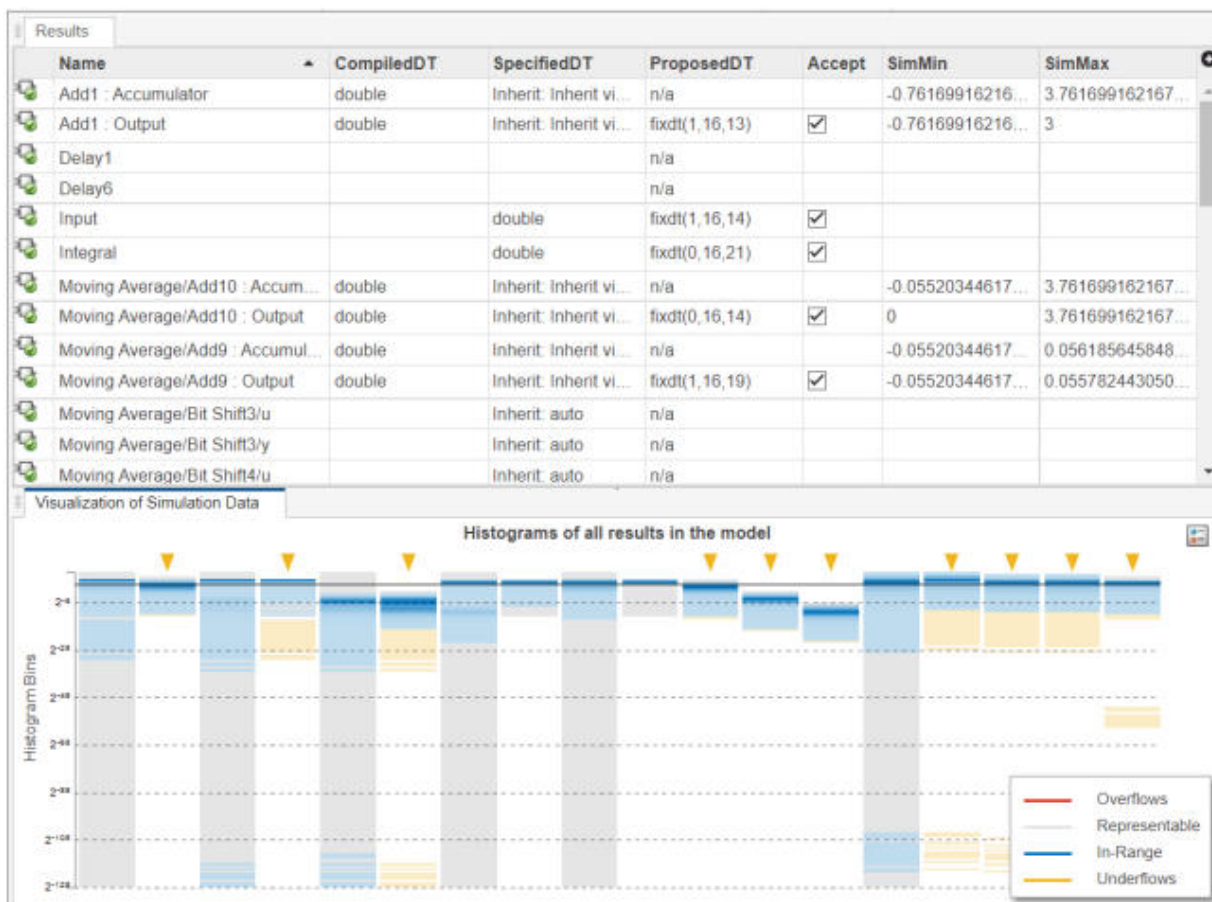 Results
Name CompiledDT SpecifiedDT ProposedDT Accept SimMin SimMax
Add1 : Accumulator double Inherit: Inherit vi... n/a -0.76169916216... 3.761699162167...
Add1 : Output double Inherit: Inherit vi... fixdt(1,16,13) -0.76169916216... 3
Delay1 n/a
Delay6 n/a
Input double fixdt(1,16,14)
Integral double fixdt(0,16,21)
Moving Average/Add10 : Accum... double Inherit: Inherit vi... n/a -0.05520344617... 3.761699162167...
Moving Average/Add10 : Output double Inherit: Inherit vi... fixdt(0,16,14) 0 3.761699162167...
Moving Average/Add9 : Accumul... double Inherit: Inherit vi... n/a -0.05520344617... 0.056185645848...
Moving Average/Add9 : Output double Inherit: Inherit vi... fixdt(1,16,19) -0.05520344617... 0.055782443050...
Moving Average/Bit Shift3/u Inherit: auto n/a
Moving Average/Bit Shift3/y Inherit: auto n/a
Moving Average/Bit Shift4/u Inherit: auto n/a
Visualization of Simulation Data
Histograms of all results in the model
Histogram Bins
Overflows
Representable
In-Range
Underflows